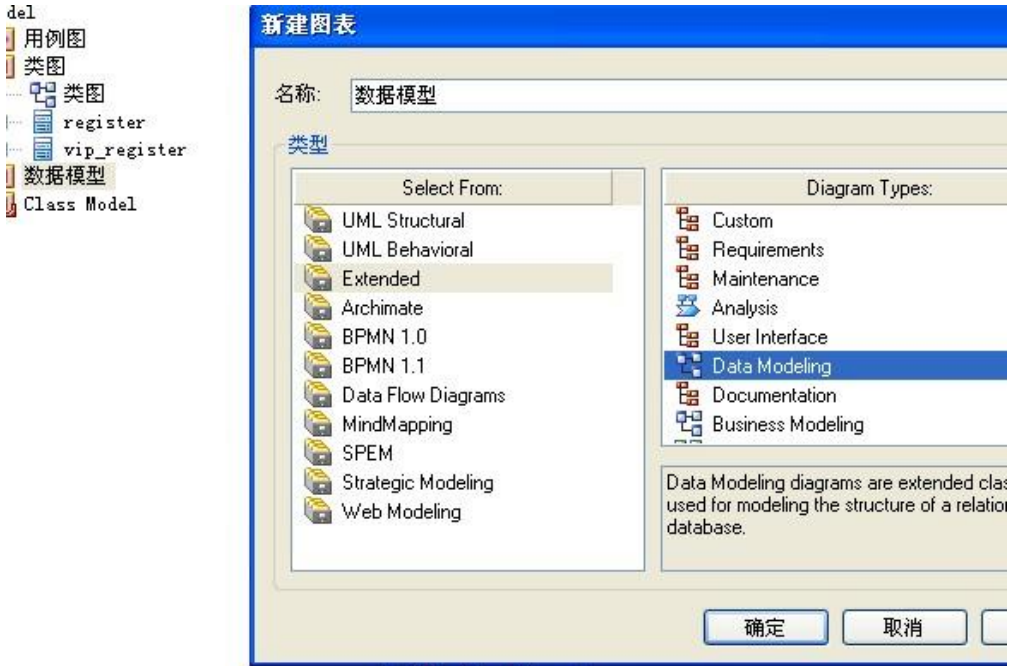 del
用例图
类图
类图
register
vip_register
数据模型
Class Model
新建图表
名称:
数据模型
类型
Select From:
UML Structural
UML Behavioral
Extended
Archimate
BPMN 1.0
BPMN 1.1
Data Flow Diagrams
MindMapping
SPEM
Strategic Modeling
Web Modeling
Diagram Types:
Custom
Requirements
Maintenance
Analysis
User Interface
Data Modeling
Documentation
Business Modeling
Data Modeling diagrams are extended clas
used for modeling the structure of a relation
database.
确定
取消